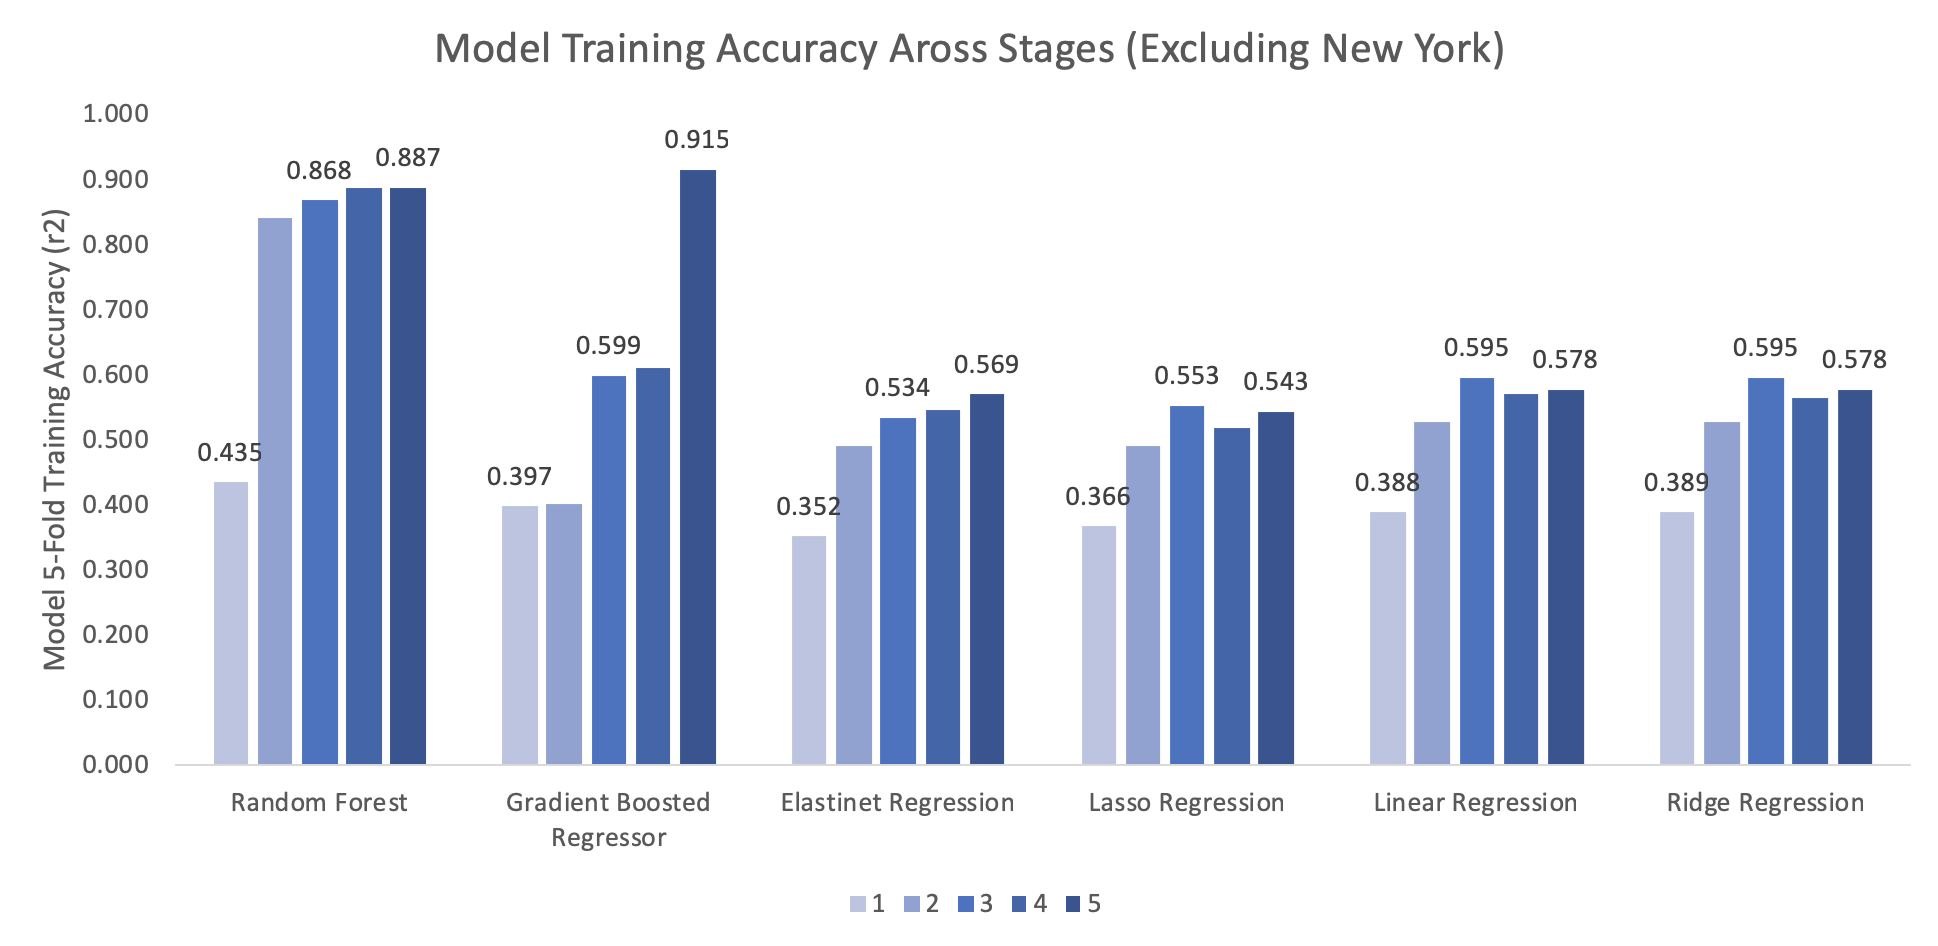 Model Training Accuracy Aross Stages (Excluding New York)
Model 5-Fold Training Accuracy (r2)
1.000
0.900
0.800
0.700
0.600
0.500
0.400
0.300
0.200
0.100
0.000
0.435
0.868
0.887
0.397
0.599
0.915
0.352
0.534
0.569
0.366
0.553
0.543
0.388
0.595
0.578
0.389
0.595
0.578
Random Forest
Gradient Boosted
Regressor
Elastinet Regression
Lasso Regression
Linear Regression
Ridge Regression
1 2 3 4 5